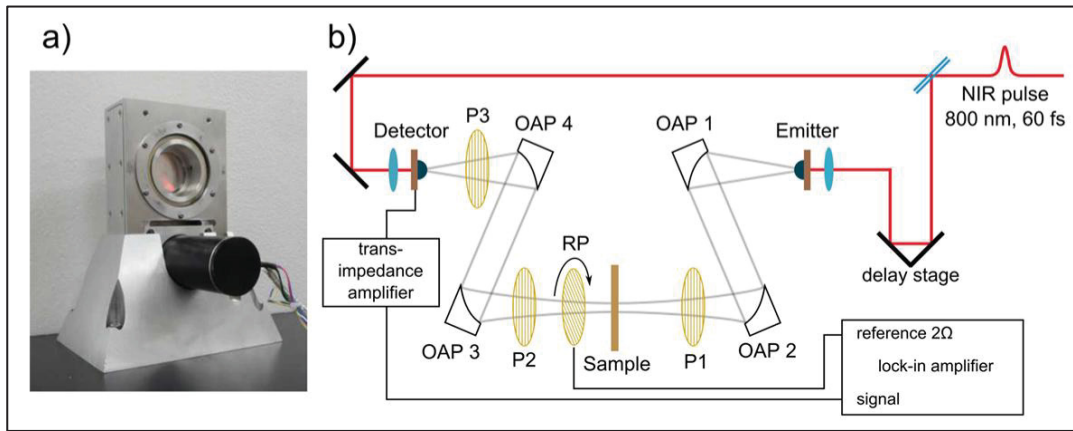 a)
b)
NIR pulse
800 nm, 60 fs
P3
OAP 4
OAP 1
Detector
Emitter
trans-
impedance
amplifier
RP
delay stage
OAP 3
P2
Sample
P1
OAP 2
reference 2Ω
lock-in amplifier
signal